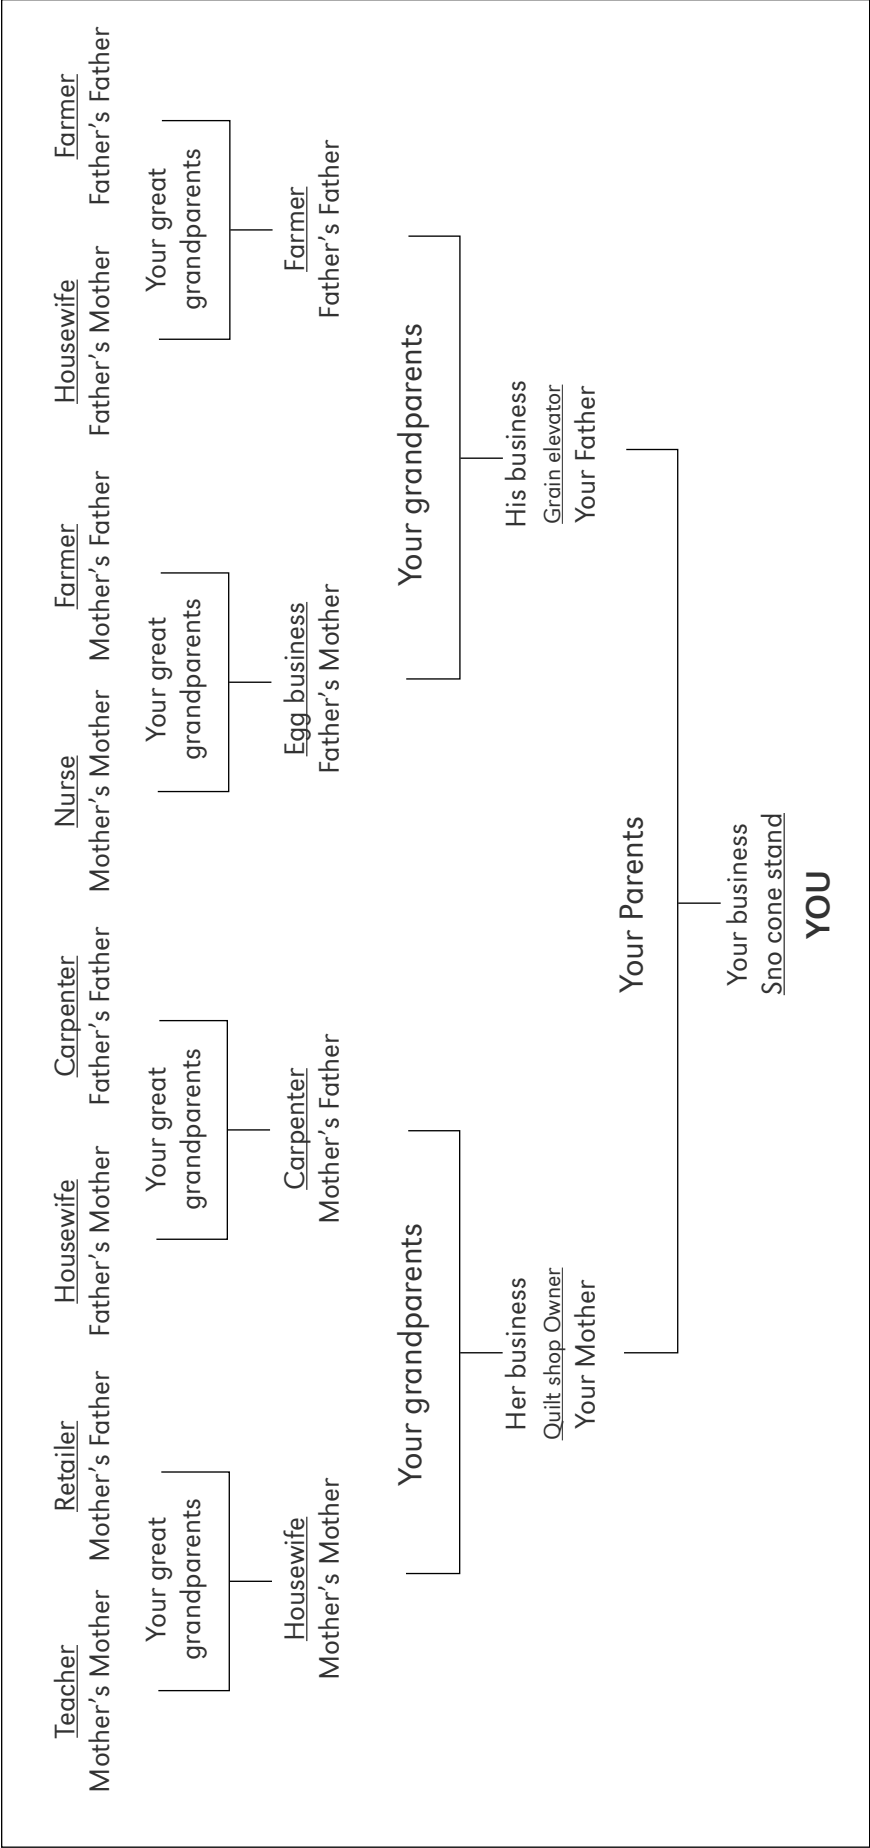 Teacher
Mother's Mother
Retailer
Mother's Father
Housewife
Father's Mother
Carpenter
Father's Father
Nurse
Mother's Mother
Farmer
Mother's Father
Housewife
Father's Mother
Farmer
Father's Father
Your great
grandparents
Your great
grandparents
Your great
grandparents
Your great
grandparents
Housewife
Mother's Mother
Carpenter
Mother's Father
Egg business
Father's Mother
Farmer
Father's Father
Your grandparents
Your grandparents
Her business
Quilt shop Owner
Your Mother
His business
Grain elevator
Your Father
Your Parents
Your business
Sno cone stand
YOU